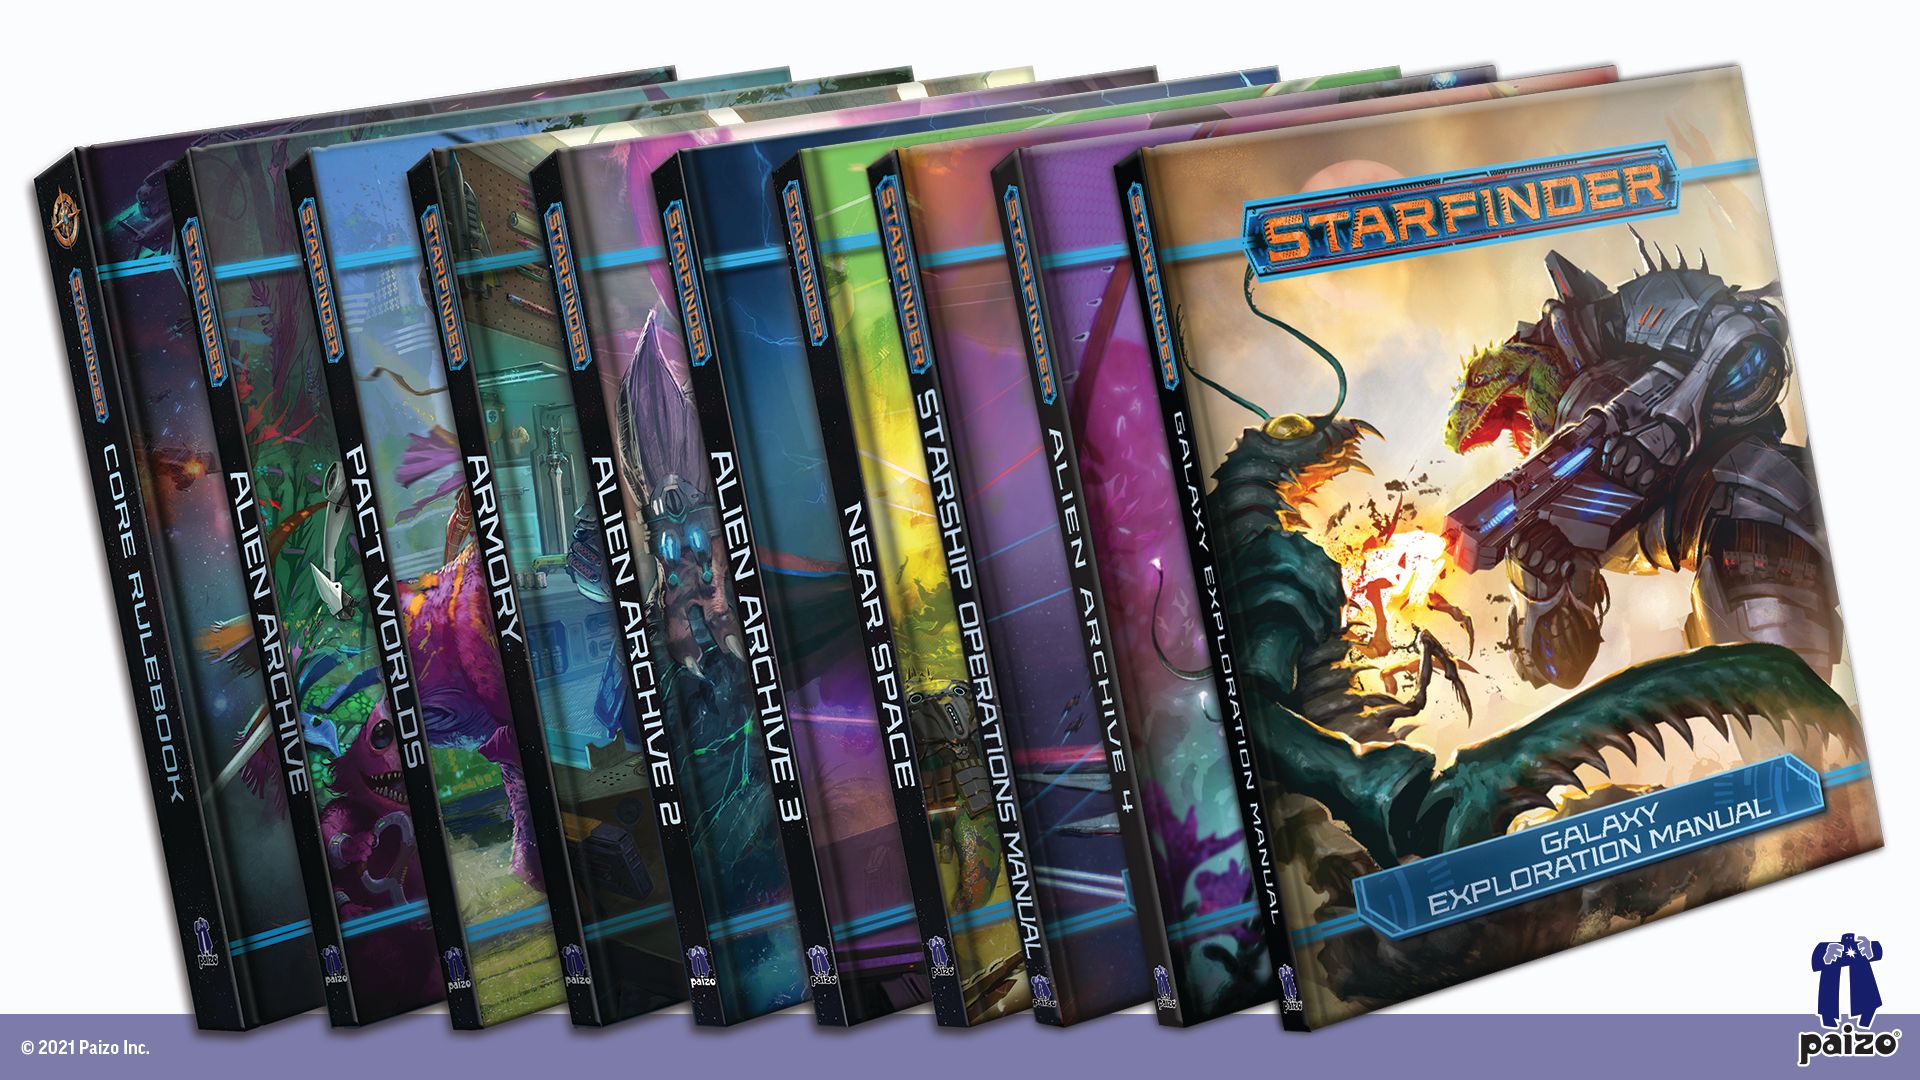 STARFINDER
CORE RULEBOOK
paizo
STARFINDER
ALIEN ARCHIVE
paizo
STARFINDER
PACT WORLDS
paizo
STARFINDER
ARMORY
paizo
STARFINDER
ALIEN ARCHIVE 2
paizo
STARFINDER
ALIEN ARCHIVE 3
paizo
STARFINDER
NEAR SPACE
paizo
STARFINDER
STARSHIP OPERATIONS MANUAL
paizo
STARFINDER
ALIEN ARCHIVE 4
paizo
STARFINDER
GALAXY EXPLORATION MANUAL
paizo
STARFINDER
GALAXY
EXPLORATION MANUAL
© 2021 Paizo Inc.
paizo®